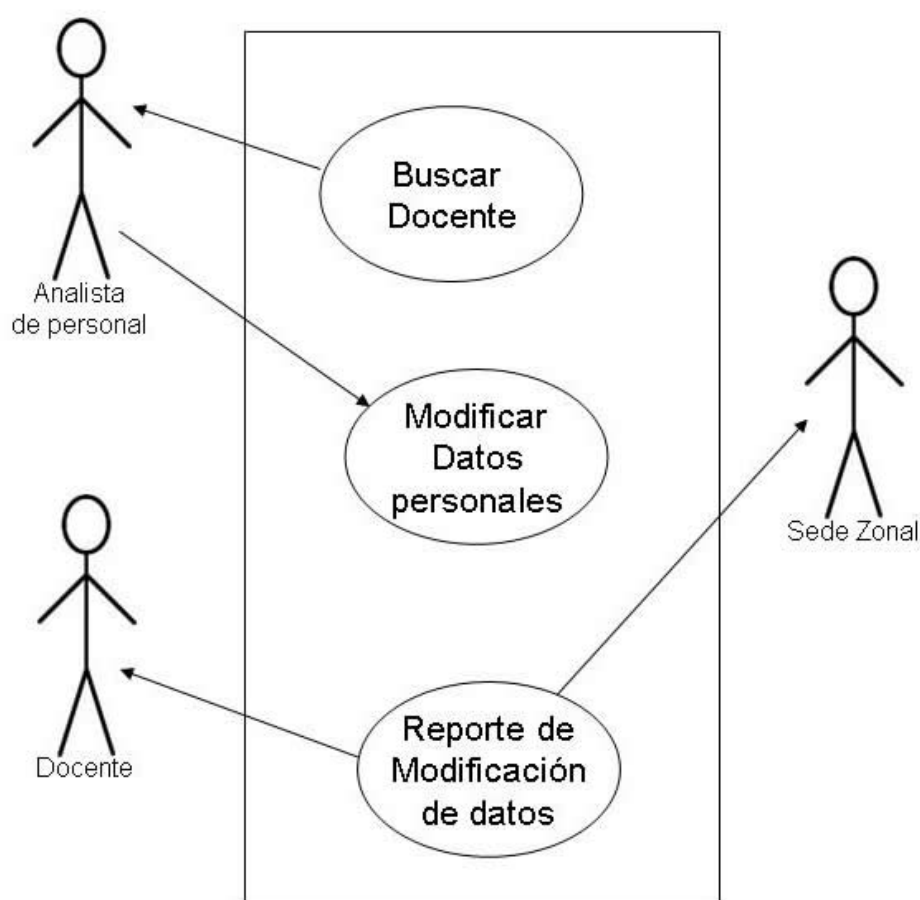 Buscar
Docente
Analista
de personal
Modificar
Datos
personales
Sede Zonal
Docente
Reporte de
Modificación
de datos